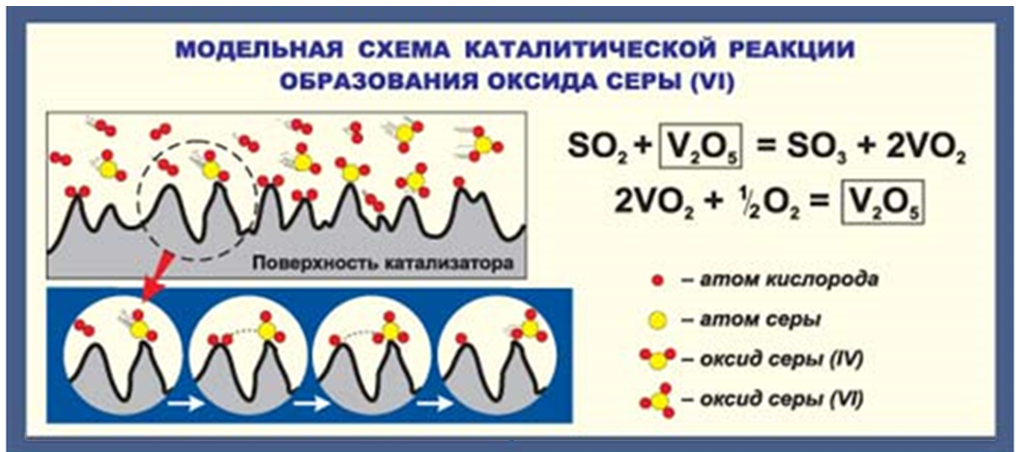 МОДЕЛЬНАЯ СХЕМА КАТАЛИТИЧЕСКОЙ РЕАКЦИИ
ОБРАЗОВАНИЯ ОКСИДА СЕРЫ (VI)
SO₂ + V₂O₅ = SO₃ + 2VO₂
2VO₂ + ½O₂ = V₂O₅
Поверхность катализатора
– атом кислорода
– атом серы
– оксид серы (IV)
– оксид серы (VI)